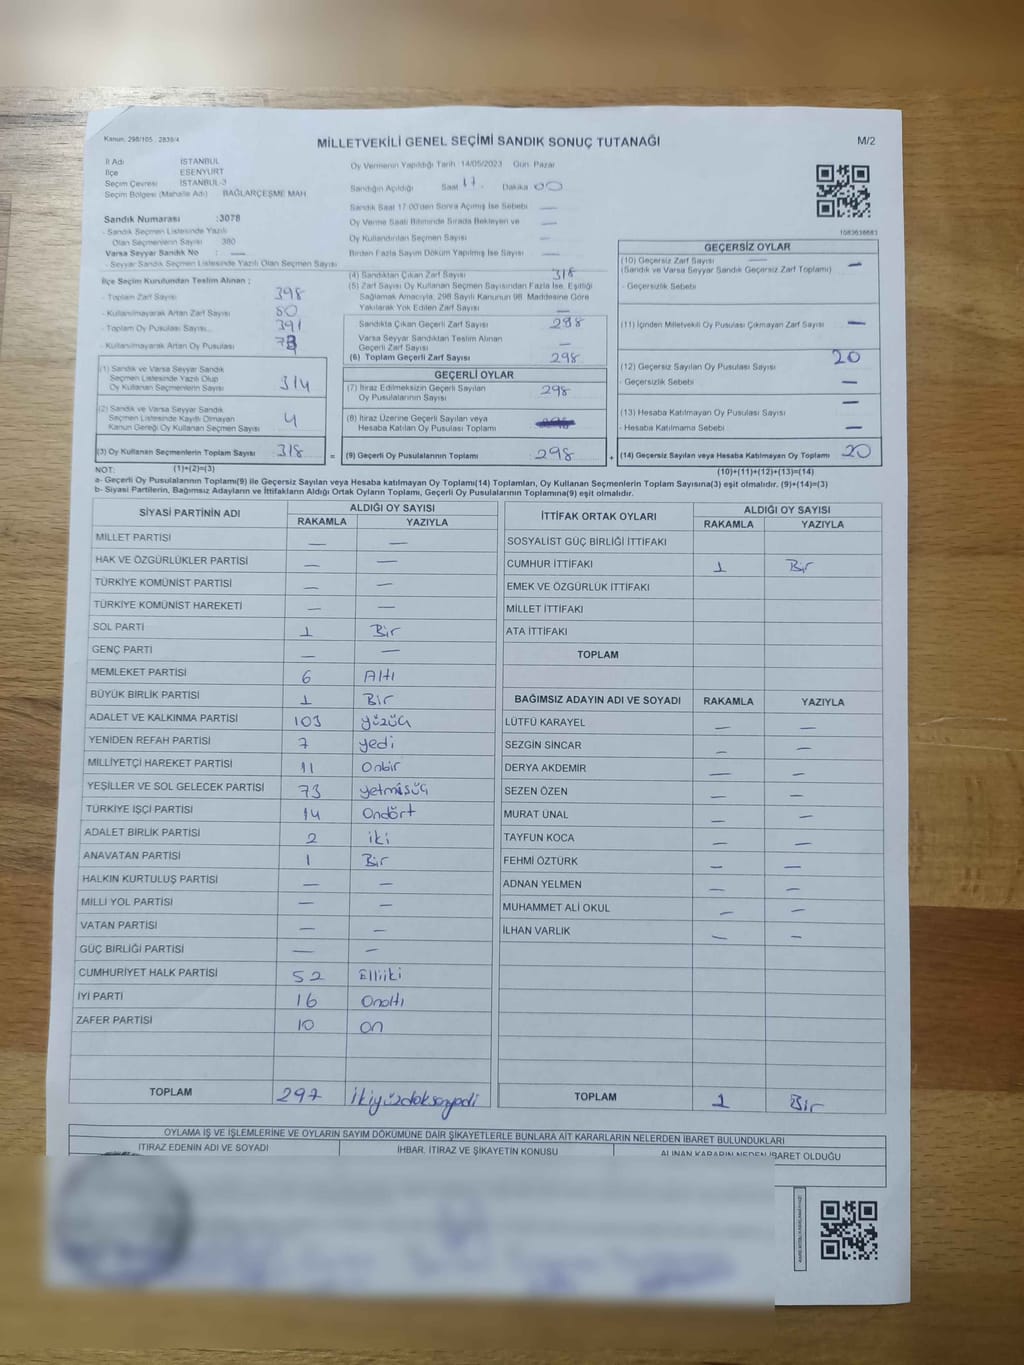 Kanun: 298/105, 2839/4
MİLLETVEKİLİ GENEL SEÇİMİ SANDIK SONUÇ TUTANAĞI
M/2
İl Adı İSTANBUL
İlçe ESENYURT
Seçim Çevresi İSTANBUL-3
Seçim Bölgesi (Mahalle Adı) BAĞLARÇEŞME MAH
Sandık Numarası :3078
- Sandık Seçmen Listesinde Yazılı
Olan Seçmenlerin Sayısı 380
Varsa Seyyar Sandık No : —
- Seyyar Sandık Seçmen Listesinde Yazılı Olan Seçmen Sayısı
Oy Vermenin Yapıldığı Tarih :14/05/2023 Gün: Pazar
Sandığın Açıldığı Saat 17. Dakika 00
Sandık Saat 17:00'den Sonra Açılmış İse Sebebi —
Oy Verme Saati Bitiminde Sırada Bekleyen ve —
Oy Kullandırılan Seçmen Sayısı —
Birden Fazla Sayım Döküm Yapılmış İse Sayısı —
1083636683
İlçe Seçim Kurulundan Teslim Alınan ;
- Toplam Zarf Sayısı 398
- Kullanılmayarak Artan Zarf Sayısı 80
- Toplam Oy Pusulası Sayısı... 391
- Kullanılmayarak Artan Oy Pusulası 73
(4) Sandıktan Çıkan Zarf Sayısı 318
(5) Zarf Sayısı Oy Kullanan Seçmen Sayısından Fazla İse, Eşitliği
Sağlamak Amacıyla, 298 Sayılı Kanunun 98. Maddesine Göre
Yakılarak Yok Edilen Zarf Sayısı —
Sandıkta Çıkan Geçerli Zarf Sayısı 298
Varsa Seyyar Sandıktan Teslim Alınan
Geçerli Zarf Sayısı —
(6) Toplam Geçerli Zarf Sayısı 298
GEÇERSİZ OYLAR
(10) Geçersiz Zarf Sayısı —
(Sandık ve Varsa Seyyar Sandık Geçersiz Zarf Toplamı)
- Geçersizlik Sebebi
(11) İçinden Milletvekili Oy Pusulası Çıkmayan Zarf Sayısı —
(12) Geçersiz Sayılan Oy Pusulası Sayısı 20
- Geçersizlik Sebebi —
(13) Hesaba Katılmayan Oy Pusulası Sayısı —
- Hesaba Katılmama Sebebi —
(14) Geçersiz Sayılan veya Hesaba Katılmayan Oy Toplamı 20
(1) Sandık ve Varsa Seyyar Sandık
Seçmen Listesinde Yazılı Olup
Oy Kullanan Seçmenlerin Sayısı 314
(2) Sandık ve Varsa Seyyar Sandık
Seçmen Listesinde Kayıtlı Olmayan
Kanun Gereği Oy Kullanan Seçmen Sayısı 4
(3) Oy Kullanan Seçmenlerin Toplam Sayısı 318 =
GEÇERLİ OYLAR
(7) İtiraz Edilmeksizin Geçerli Sayılan
Oy Pusulalarının Sayısı 298
(8) İtiraz Üzerine Geçerli Sayılan veya
Hesaba Katılan Oy Pusulası Toplamı
(9) Geçerli Oy Pusulalarının Toplamı 298 +
NOT: (1)+(2)=(3) (10)+(11)+(12)+(13)=(14)
a- Geçerli Oy Pusulalarının Toplamı(9) ile Geçersiz Sayılan veya Hesaba Katılmayan Oy Toplamı(14) Toplamları, Oy Kullanan Seçmenlerin Toplam Sayısına(3) eşit olmalıdır. (9)+(14)=(3)
b- Siyasi Partilerin, Bağımsız Adayların ve İttifakların Aldığı Ortak Oyların Toplamı, Geçerli Oy Pusulalarının Toplamına(9) eşit olmalıdır.
SİYASİ PARTİNİN ADI ALDIĞI OY SAYISI
RAKAMLA YAZIYLA
MİLLET PARTİSİ — —
HAK VE ÖZGÜRLÜKLER PARTİSİ — —
TÜRKİYE KOMÜNİST PARTİSİ — —
TÜRKİYE KOMÜNİST HAREKETİ — —
SOL PARTİ 1 Bir
GENÇ PARTİ — —
MEMLEKET PARTİSİ 6 Altı
BÜYÜK BİRLİK PARTİSİ 1 Bir
ADALET VE KALKINMA PARTİSİ 103 yüzüç
YENİDEN REFAH PARTİSİ 7 yedi
MİLLİYETÇİ HAREKET PARTİSİ 11 Onbir
YEŞİLLER VE SOL GELECEK PARTİSİ 73 yetmişüç
TÜRKİYE İŞÇİ PARTİSİ 14 Ondört
ADALET BİRLİK PARTİSİ 2 iki
ANAVATAN PARTİSİ 1 Bir
HALKIN KURTULUŞ PARTİSİ — —
MİLLİ YOL PARTİSİ — —
VATAN PARTİSİ — —
GÜÇ BİRLİĞİ PARTİSİ — —
CUMHURİYET HALK PARTİSİ 52 Elliiki
İYİ PARTİ 16 Onaltı
ZAFER PARTİSİ 10 on
TOPLAM 297 ikiyüzdoksanyedi
İTTİFAK ORTAK OYLARI ALDIĞI OY SAYISI
RAKAMLA YAZIYLA
SOSYALİST GÜÇ BİRLİĞİ İTTİFAKI
CUMHUR İTTİFAKI 1 Bir
EMEK VE ÖZGÜRLÜK İTTİFAKI
MİLLET İTTİFAKI
ATA İTTİFAKI
TOPLAM
BAĞIMSIZ ADAYIN ADI VE SOYADI RAKAMLA YAZIYLA
LÜTFÜ KARAYEL — —
SEZGİN SİNCAR — —
DERYA AKDEMİR — —
SEZEN ÖZEN — —
MURAT ÜNAL — —
TAYFUN KOCA — —
FEHMİ ÖZTÜRK — —
ADNAN YELMEN — —
MUHAMMET ALİ OKUL — —
İLHAN VARLIK — —
TOPLAM 1 Bir
OYLAMA İŞ VE İŞLEMLERİNE VE OYLARIN SAYIM DÖKÜMÜNE DAİR ŞİKAYETLERLE BUNLARA AİT KARARLARIN NELERDEN İBARET BULUNDUKLARI
İTİRAZ EDENİN ADI VE SOYADI İHBAR, İTİRAZ VE ŞİKAYETİN KONUSU ALINAN KARARIN NEDEN İBARET OLDUĞU